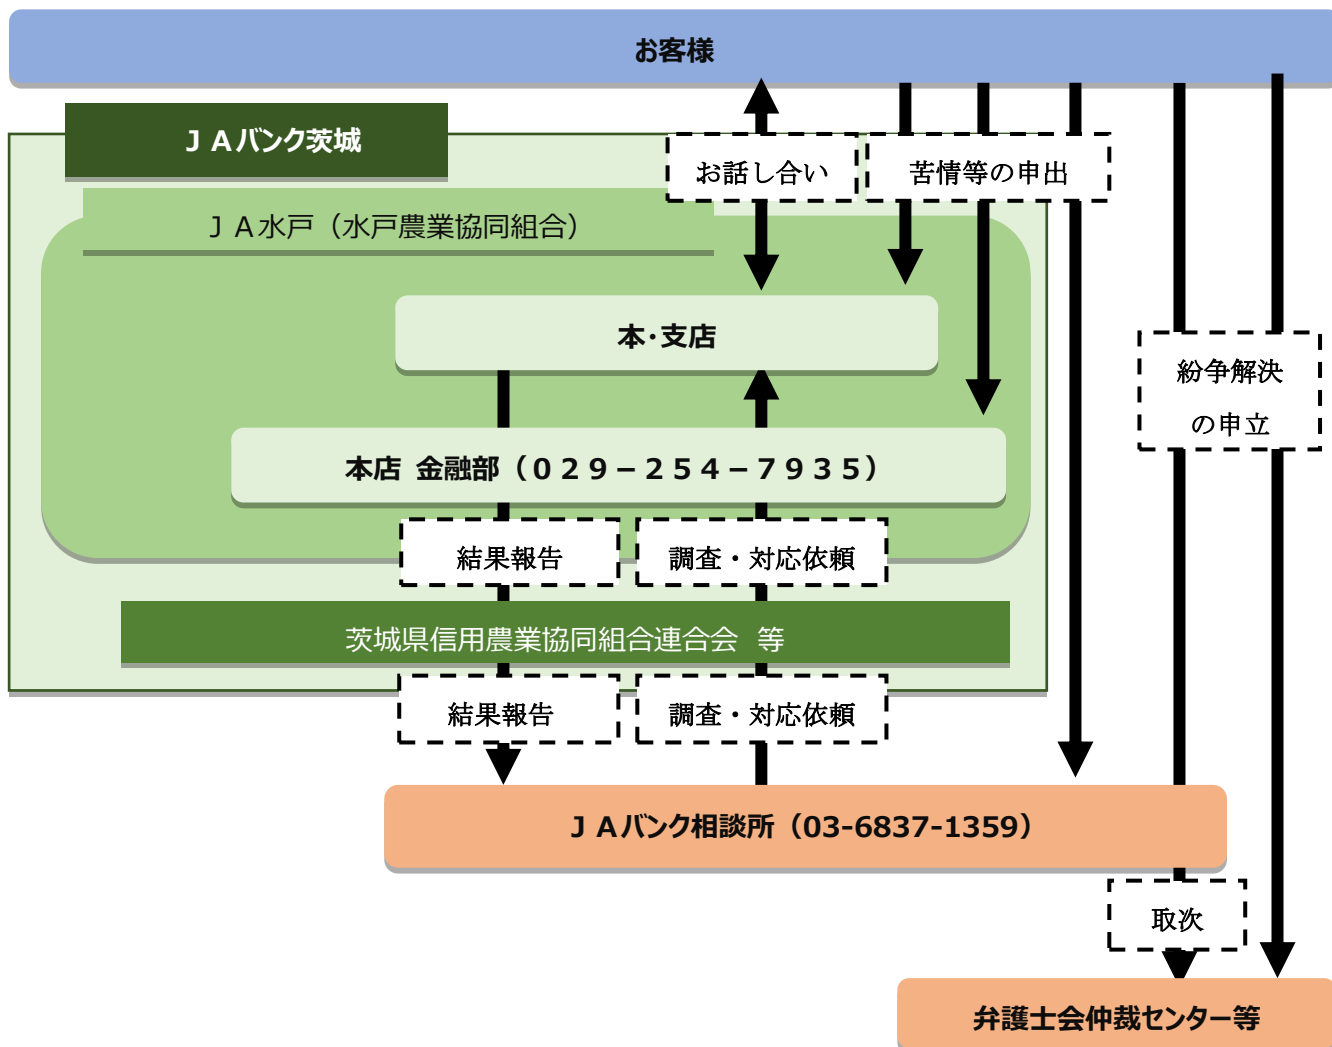 お客様
ＪＡバンク茨城
お話し合い
苦情等の申出
ＪＡ水戸（水戸農業協同組合）
本・支店
紛争解決
の申立
本店 金融部（０２９－２５４－７９３５）
結果報告
調査・対応依頼
茨城県信用農業協同組合連合会 等
結果報告
調査・対応依頼
ＪＡバンク相談所（03-6837-1359）
取次
弁護士会仲裁センター等